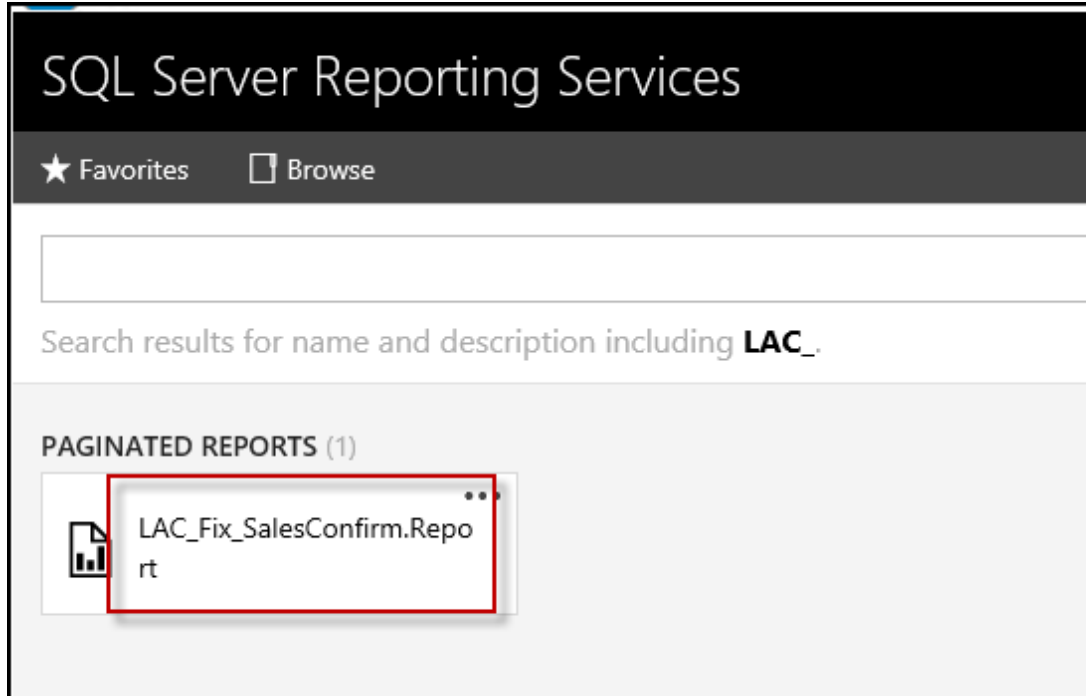 SQL Server Reporting Services
Favorites Browse
Search results for name and description including LAC_.
PAGINATED REPORTS (1)
LAC_Fix_SalesConfirm.Repo
rt